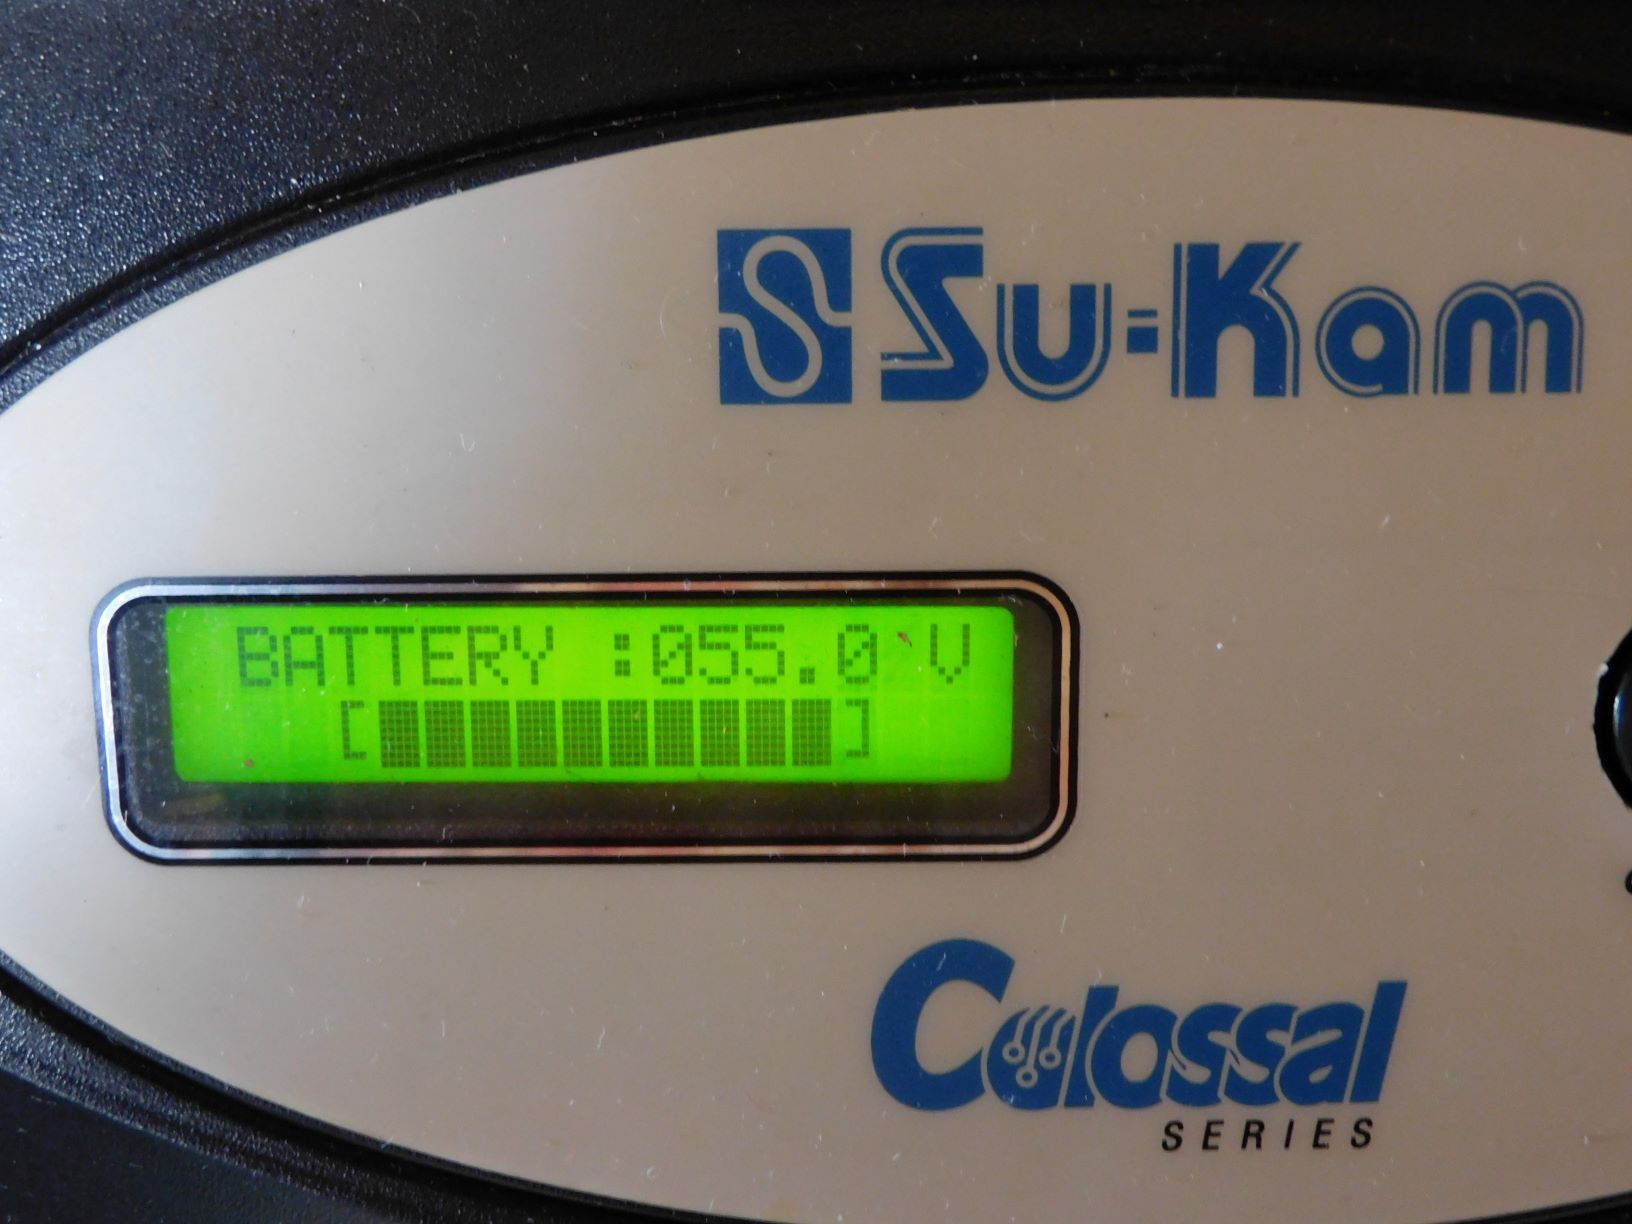 Su-Kam
BATTERY :055.0 V
[          ]
Colossal
SERIES